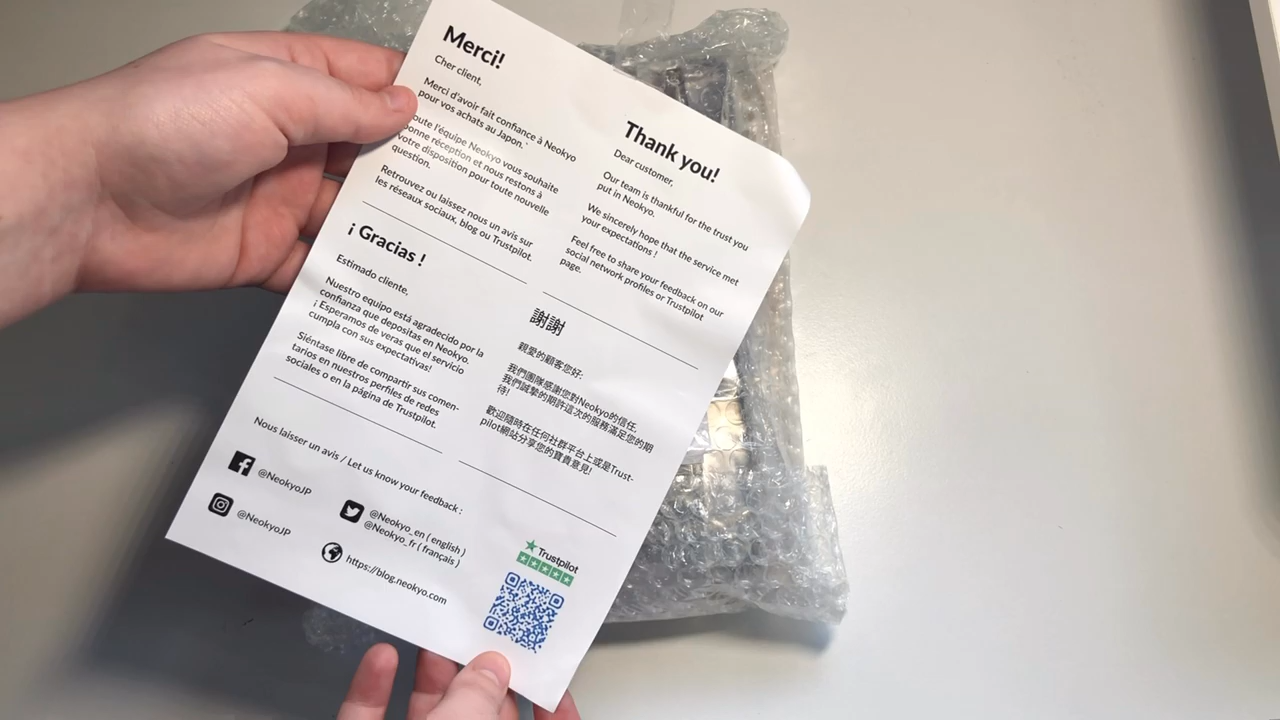 Merci!
Cher client,
Merci d'avoir fait confiance à Neokyo
pour vos achats au Japon.
l'équipe Neokyo vous souhaite
bonne réception et nous restons à
votre disposition pour toute nouvelle
question.
Retrouvez ou laissez nous un avis sur
les réseaux sociaux, blog ou Trustpilot.
Thank you!
Dear customer,
Our team is thankful for the trust you
put in Neokyo.
We sincerely hope that the service met
your expectations !
Feel free to share your feedback on our
social network profiles or Trustpilot
page.
¡ Gracias !
Estimado cliente,
Nuestro equipo está agradecido por la
confianza que depositas en Neokyo.
¡ Esperamos de veras que el servicio
cumpla con sus expectativas!
Siéntase libre de compartir sus comen-
tarios en nuestros perfiles de redes
sociales o en la página de Trustpilot.
謝謝
親愛的顧客您好:
我們團隊感謝您對Neokyo的信任,
我們誠摯的期許這次的服務滿足您的期
待!
歡迎隨時在任何社群平台上或是Trust-
pilot網站分享您的寶貴意見!
Nous laisser un avis / Let us know your feedback :
@NeokyoJP
@NeokyoJP
@Neokyo_en ( english )
@Neokyo_fr ( français )
https://blog.neokyo.com
Trustpilot